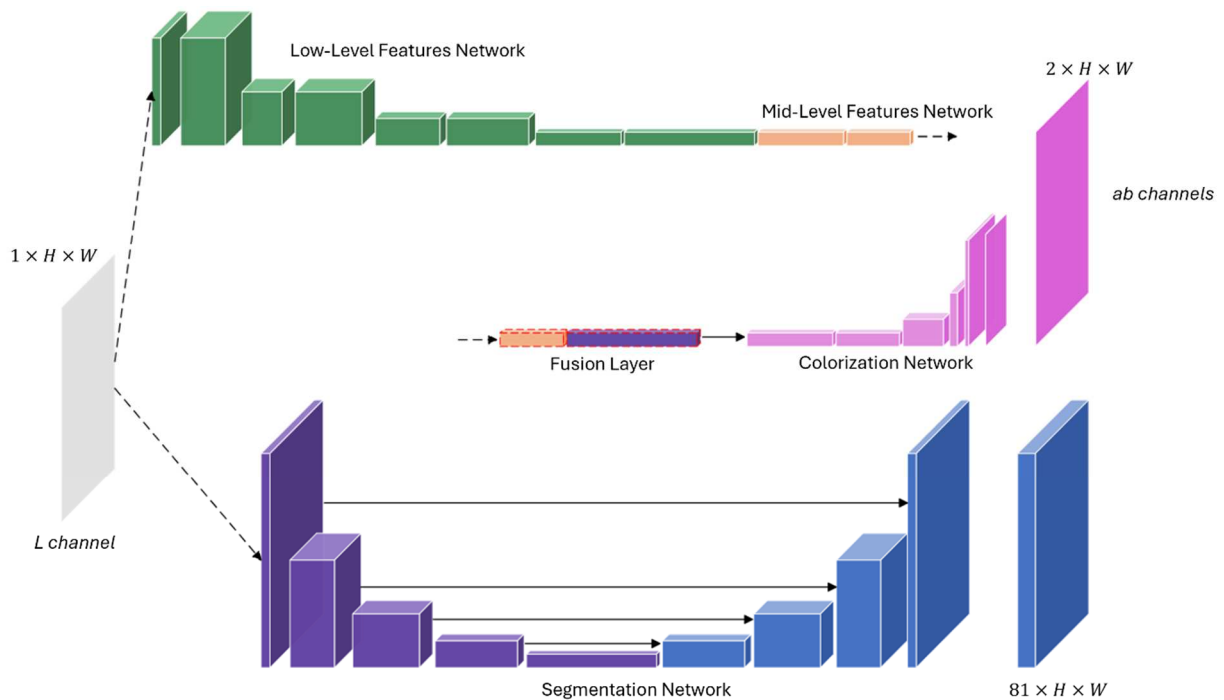 Low-Level Features Network
2 × H × W
Mid-Level Features Network
ab channels
1 × H × W
Fusion Layer
Colorization Network
L channel
Segmentation Network
81 × H × W